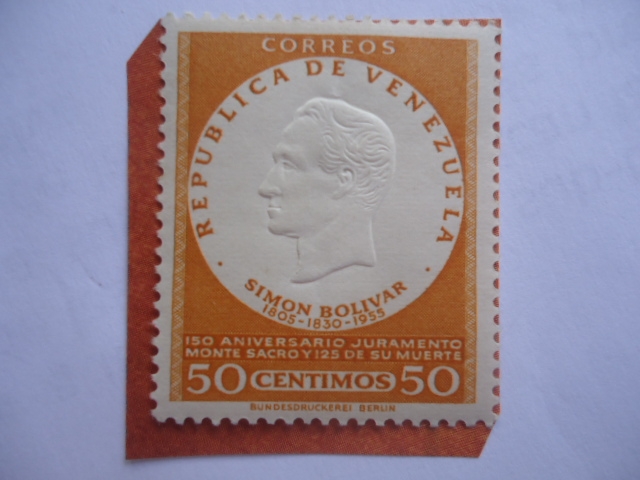 CORREOS
REPUBLICA DE VENEZUELA
SIMON BOLIVAR
1805-1830-1955
150 ANIVERSARIO JURAMENTO
MONTE SACRO Y 125 DE SU MUERTE
50 CENTIMOS 50
BUNDESDRUCKEREI BERLIN